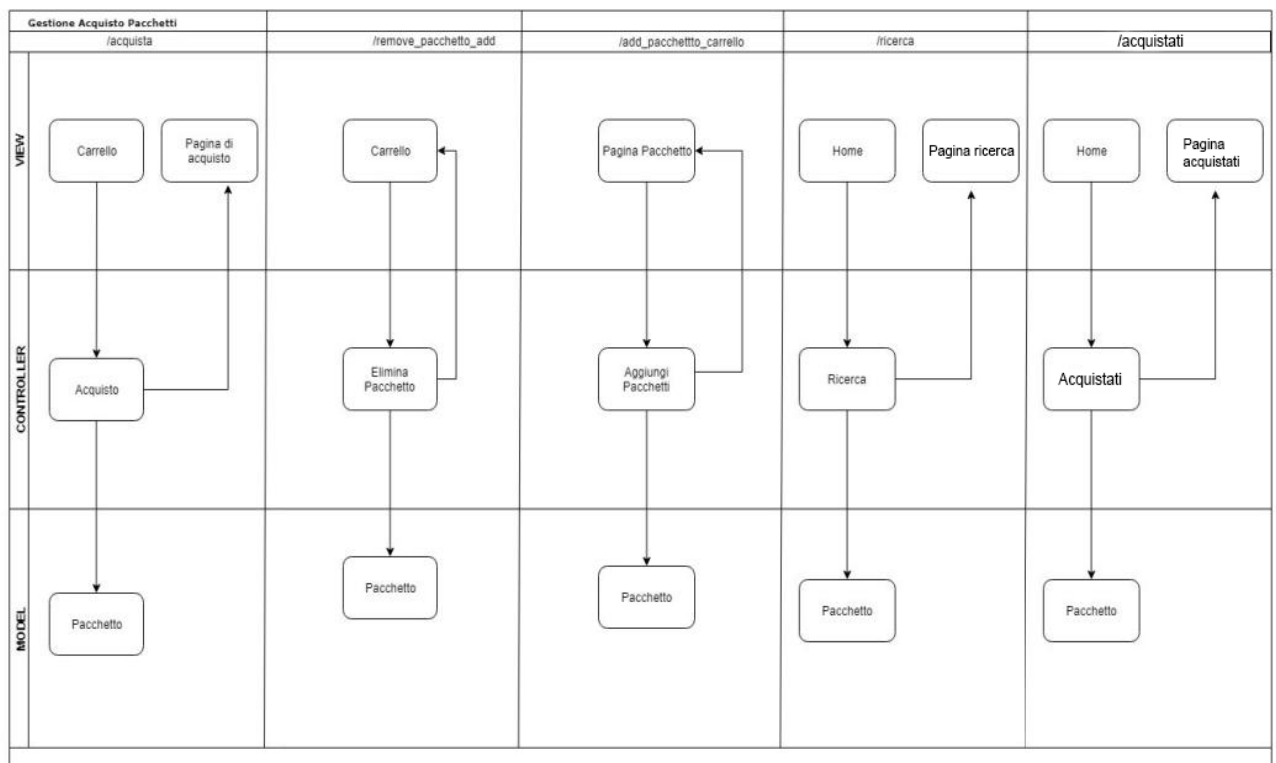 Gestione Acquisto Pacchetti
/acquista
/remove_pacchetto_add
/add_pacchettto_carrello
/ricerca
/acquistati
VIEW
Carrello
Pagina di
acquisto
Carrello
Pagina Pacchetto
Home
Pagina ricerca
Home
Pagina
acquistati
CONTROLLER
Acquisto
Elimina
Pacchetto
Aggiungi
Pacchetti
Ricerca
Acquistati
MODEL
Pacchetto
Pacchetto
Pacchetto
Pacchetto
Pacchetto